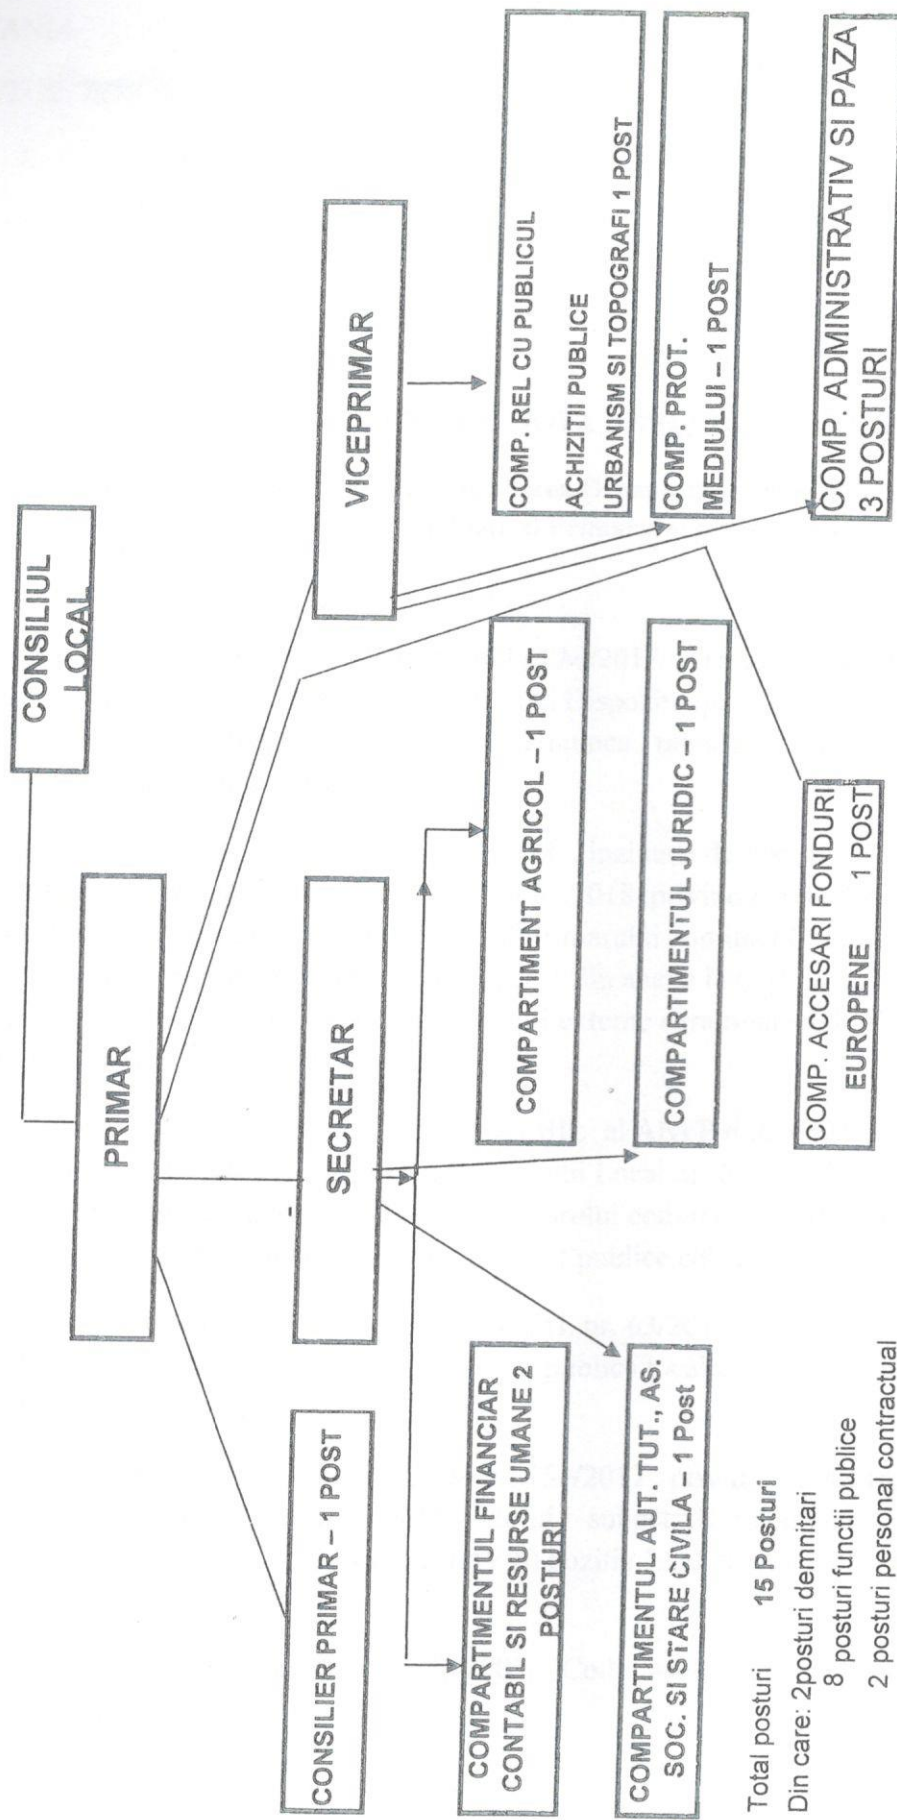 CONSILIUL
LOCAL
PRIMAR
CONSILIER PRIMAR – 1 POST
SECRETAR
VICEPRIMAR
COMPARTIMENTUL FINANCIAR
CONTABIL SI RESURSE UMANE 2
POSTURI
COMPARTIMENT AGRICOL – 1 POST
COMP. REL CU PUBLICUL
ACHIZITII PUBLICE
URBANISM SI TOPOGRAFI 1 POST
COMPARTIMENTUL AUT. TUT., AS.
SOC. SI STARE CIVILA - 1 Post
COMPARTIMENTUL JURIDIC – 1 POST
COMP. PROT.
MEDIULUI – 1 POST
COMP. ACCESARI FONDURI
EUROPENE 1 POST
COMP. ADMINISTRATIV SI PAZA
3 POSTURI
Total posturi 15 Posturi
Din care: 2posturi demnitari
8 posturi functii publice
2 posturi personal contractual